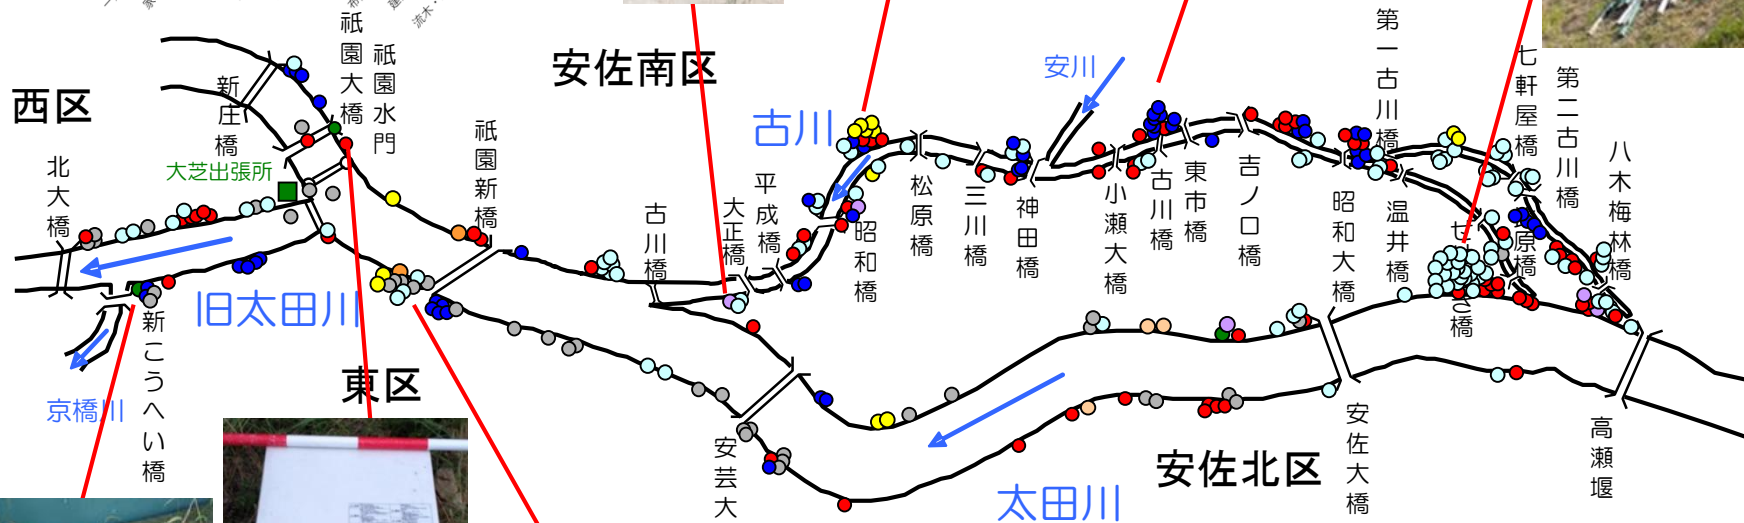 西区
北大橋
新庄橋
大芝出張所
祇園大橋
祇園水門
祇園新橋
安佐南区
古川
安川
古川橋
大正橋
平成橋
昭和橋
松原橋
三川橋
神田橋
小瀬大橋
古川橋
東市橋
吉ノ口橋
昭和大橋
第一古川橋
温井橋
七軒屋橋
第二古川橋
八木梅林橋
旧太田川
新こうへい橋
京橋川
東区
安芸大
太田川
安佐北区
安佐大橋
高瀬堰